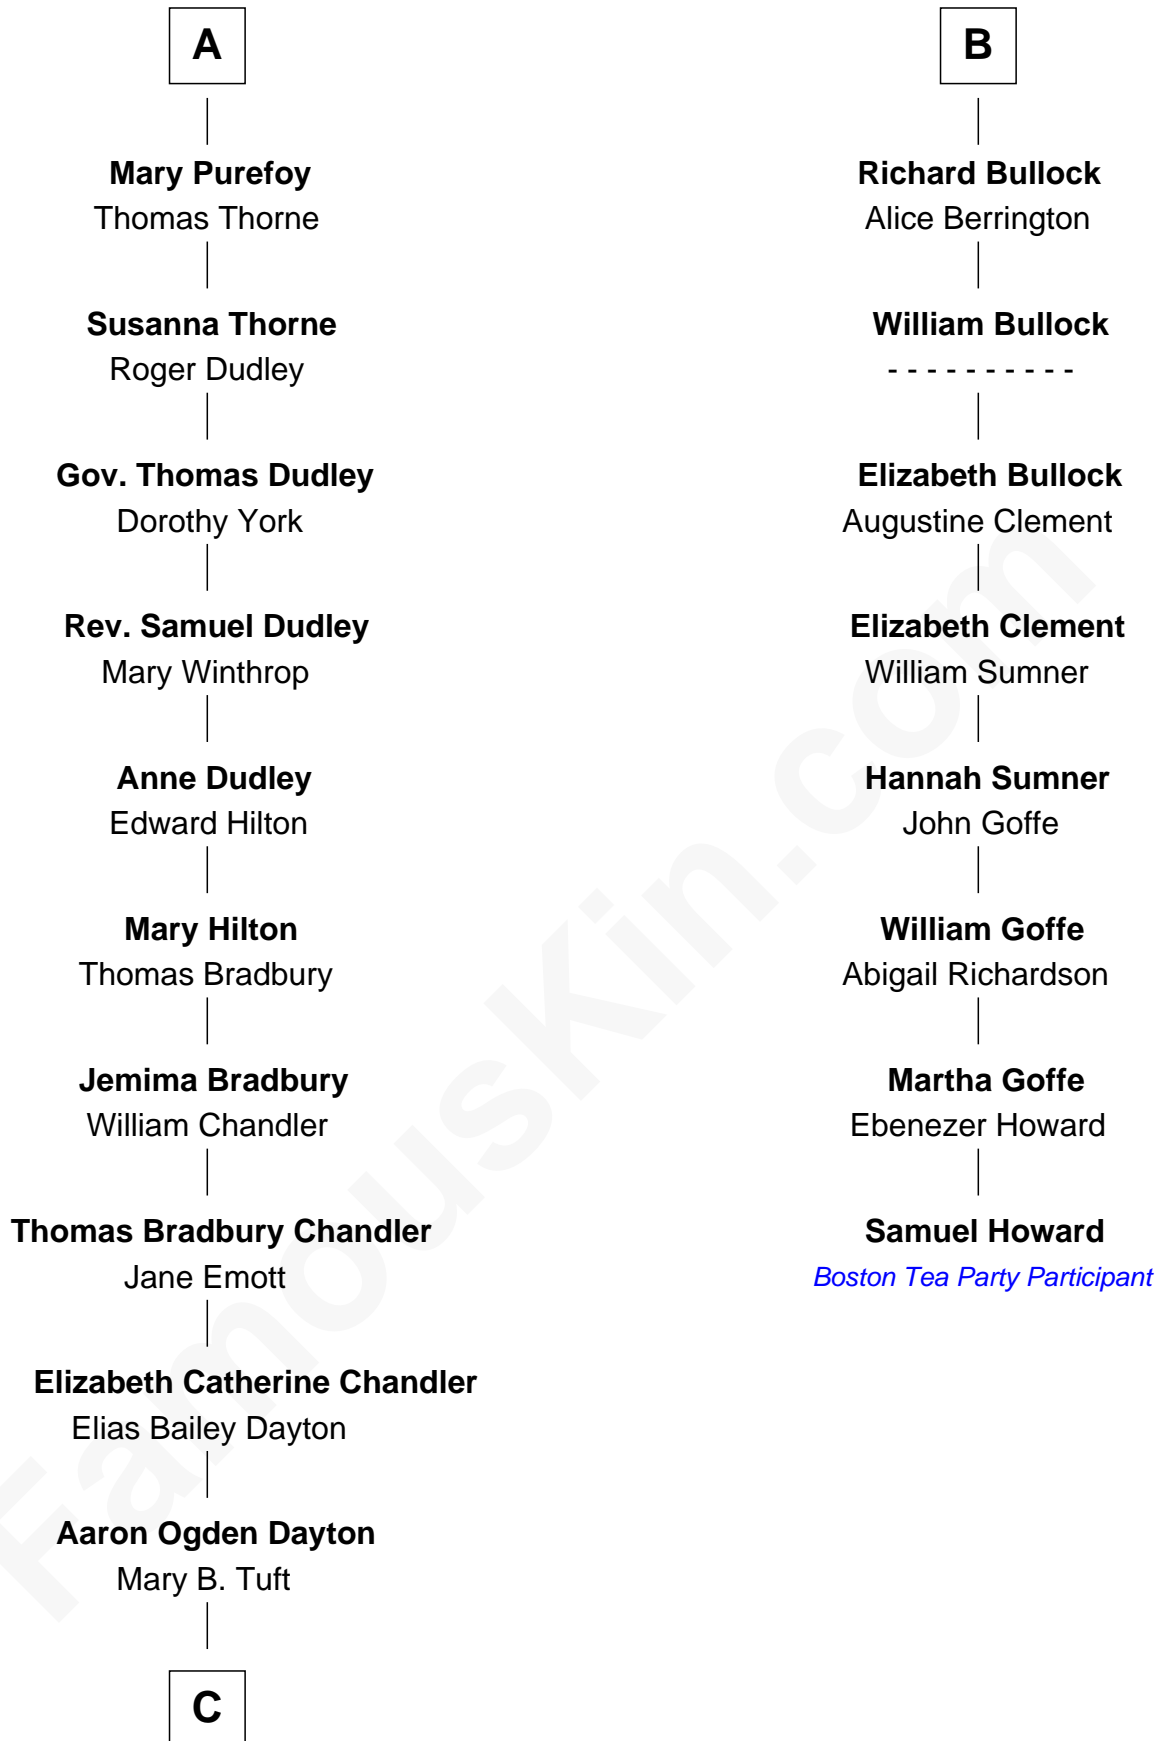 A
Mary Purefoy
Thomas Thorne
Susanna Thorne
Roger Dudley
Gov. Thomas Dudley
Dorothy York
Rev. Samuel Dudley
Mary Winthrop
Anne Dudley
Edward Hilton
Mary Hilton
Thomas Bradbury
Jemima Bradbury
William Chandler
Thomas Bradbury Chandler
Jane Emott
Elizabeth Catherine Chandler
Elias Bailey Dayton
Aaron Ogden Dayton
Mary B. Tuft
C
B
Richard Bullock
Alice Berrington
William Bullock
- - - - - - - - - -
Elizabeth Bullock
Augustine Clement
Elizabeth Clement
William Sumner
Hannah Sumner
John Goffe
William Goffe
Abigail Richardson
Martha Goffe
Ebenezer Howard
Samuel Howard
Boston Tea Party Participant
FamousKin.com